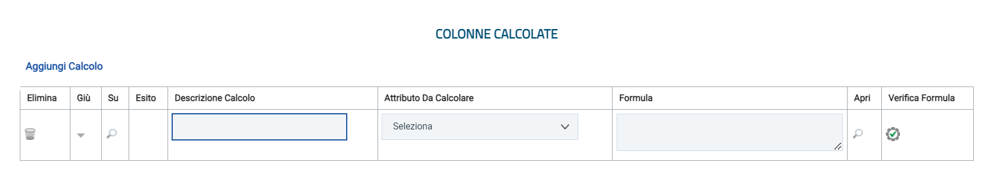 COLONNE CALCOLATE
Aggiungi Calcolo
Elimina Giù Su Esito Descrizione Calcolo Attributo Da Calcolare Formula Apri Verifica Formula
Seleziona